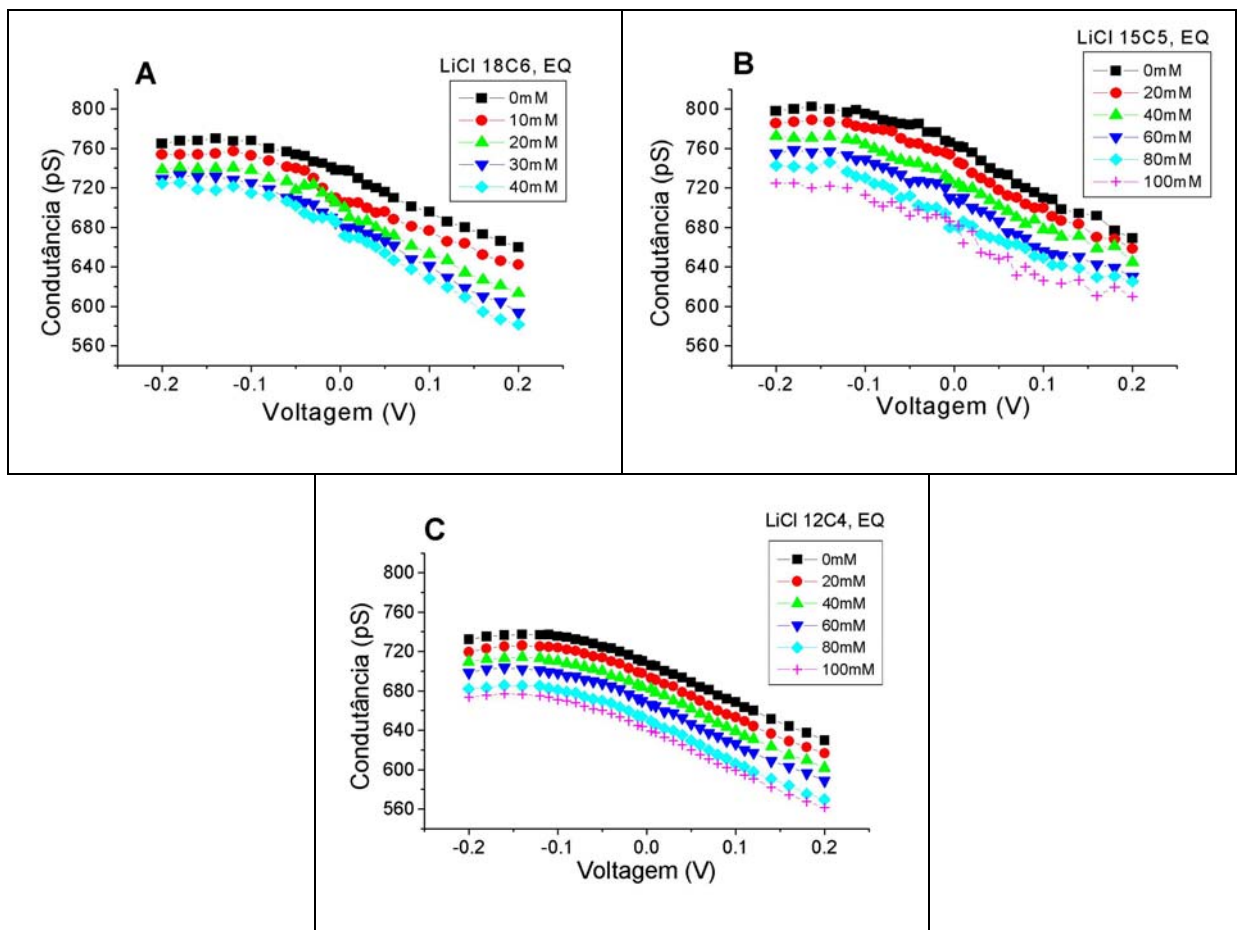 A
LiCl 18C6, EQ
0mM
10mM
20mM
30mM
40mM
Condutância (pS)
800
760
720
680
640
600
560
-0.2
-0.1
0.0
0.1
0.2
Voltagem (V)
B
LiCl 15C5, EQ
0mM
20mM
40mM
60mM
80mM
100mM
Condutância (pS)
800
760
720
680
640
600
560
-0.2
-0.1
0.0
0.1
0.2
Voltagem (V)
C
LiCl 12C4, EQ
0mM
20mM
40mM
60mM
80mM
100mM
Condutância (pS)
800
760
720
680
640
600
560
-0.2
-0.1
0.0
0.1
0.2
Voltagem (V)